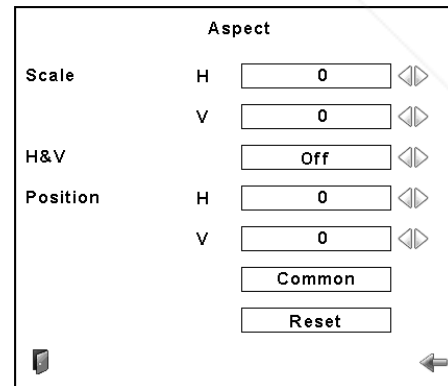 Aspect
Scale H 0
V 0
H&V Off
Position H 0
V 0
Common
Reset